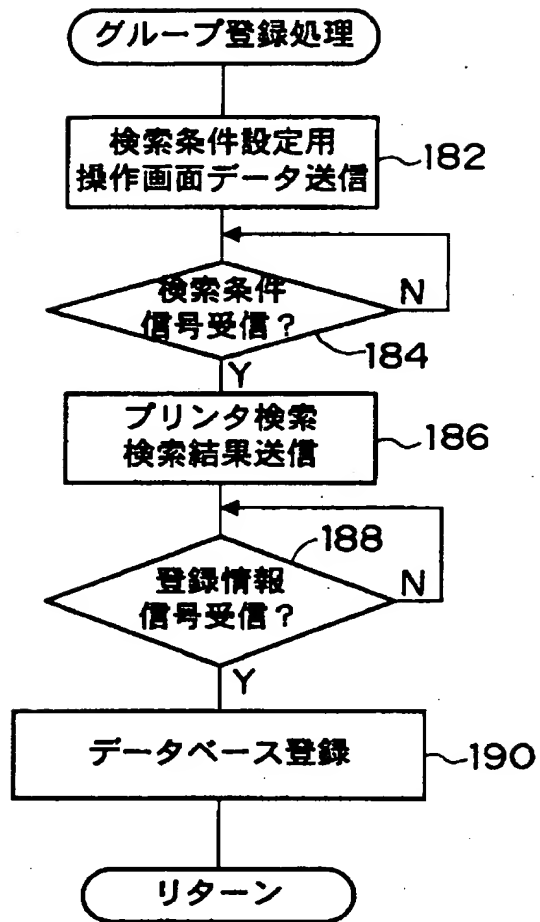 グループ登録処理
検索条件設定用
操作画面データ送信
182
検索条件
信号受信?
N
184
Y
プリンタ検索
検索結果送信
186
188
登録情報
信号受信?
N
Y
データベース登録
190
リターン